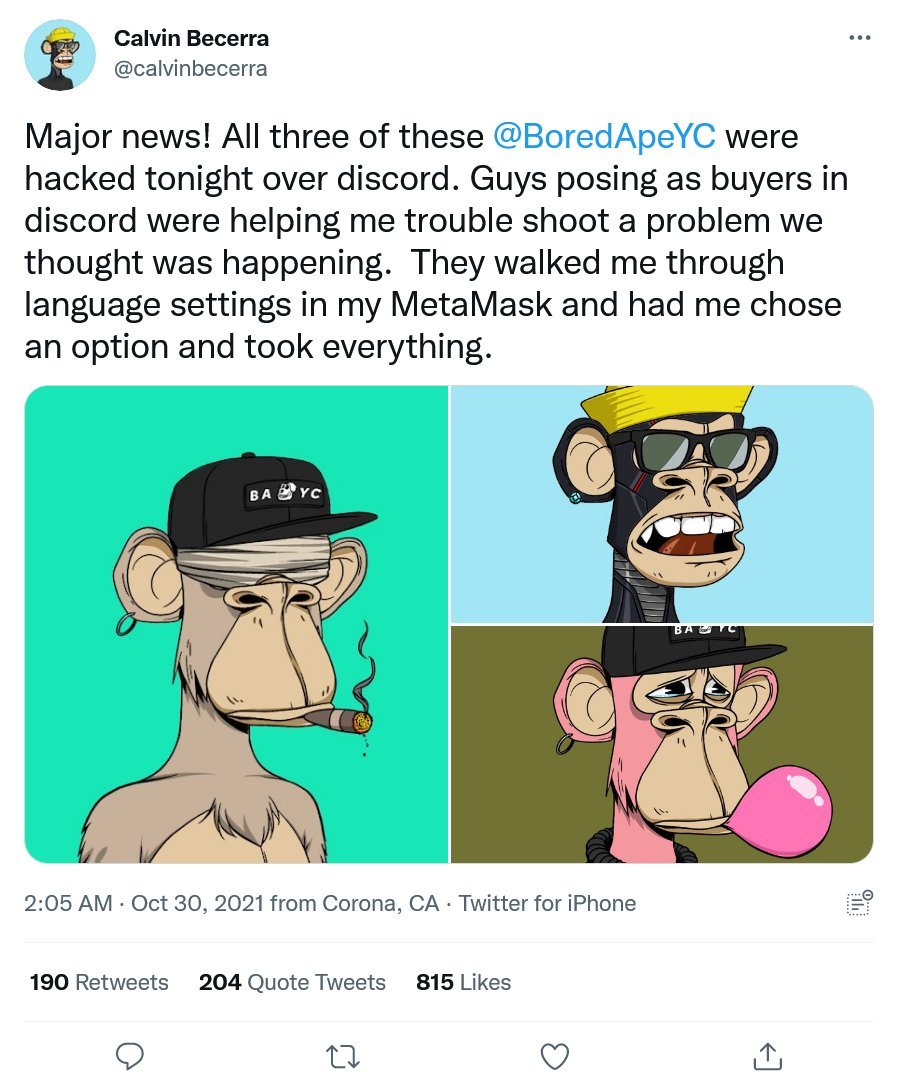 Calvin Becerra
@calvinbecerra
Major news! All three of these @BoredApeYC were
hacked tonight over discord. Guys posing as buyers in
discord were helping me trouble shoot a problem we
thought was happening.  They walked me through
language settings in my MetaMask and had me chose
an option and took everything.
BA YC
BA YC
2:05 AM · Oct 30, 2021 from Corona, CA · Twitter for iPhone
190 Retweets 204 Quote Tweets 815 Likes